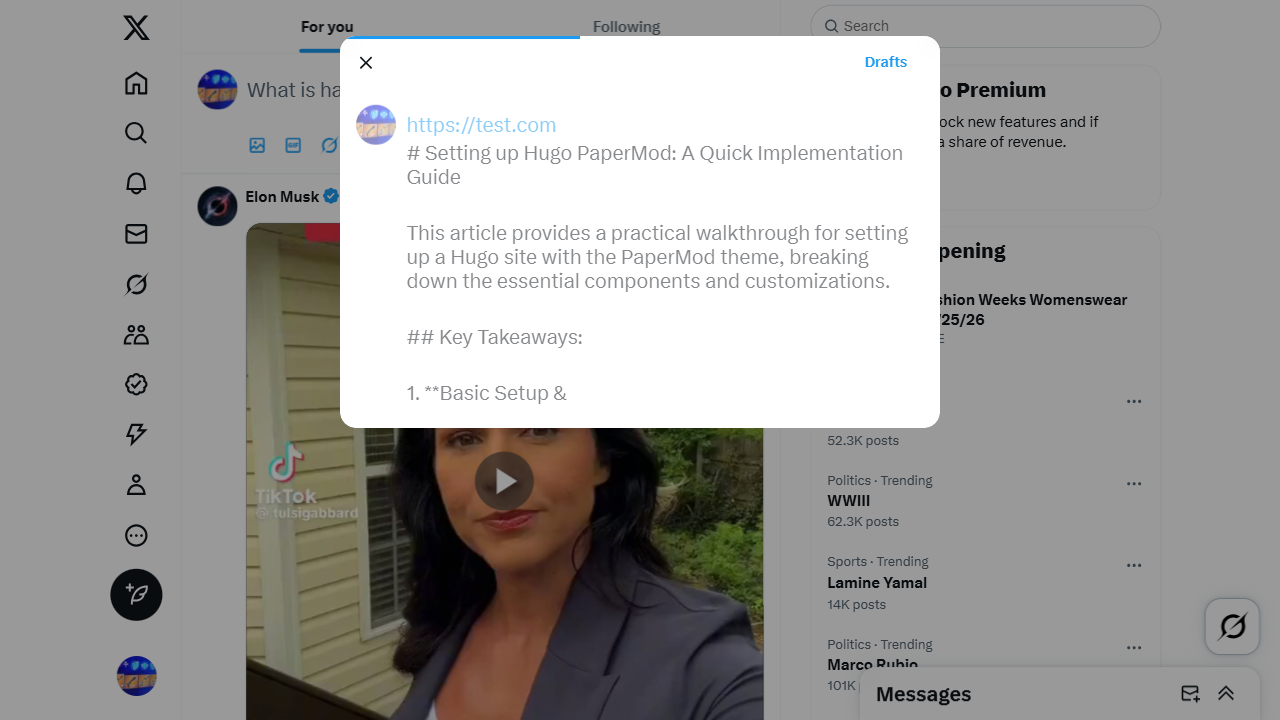 For you
Following
Search
What is ha
Drafts
o Premium
ock new features and if
a share of revenue.
https://test.com
# Setting up Hugo PaperMod: A Quick Implementation
Guide
This article provides a practical walkthrough for setting
up a Hugo site with the PaperMod theme, breaking
down the essential components and customizations.
## Key Takeaways:
1. **Basic Setup &
Elon Musk
GIF
pening
shion Weeks Womenswear
/25/26
E
52.3K posts
Politics · Trending
WWIII
62.3K posts
Sports · Trending
Lamine Yamal
14K posts
Politics · Trending
Marco Rubio
101K
TikTok
@ tulsigabbard
Messages